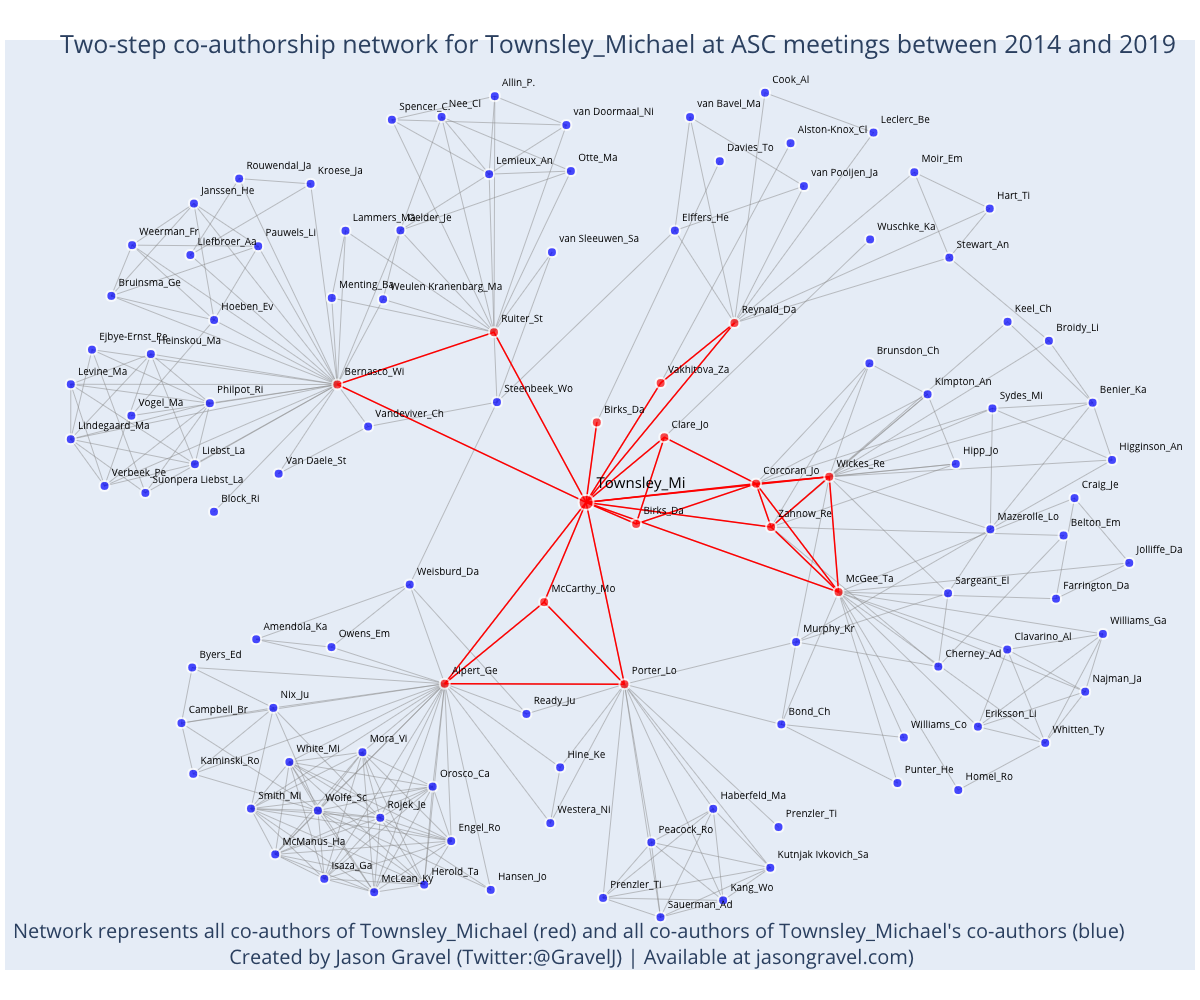 Two-step co-authorship network for Townsley_Michael at ASC meetings between 2014 and 2019
Allin_P.
Cook_Al
Spencer_C.
Nee_Cl
van Doormaal_Ni
van Bavel_Ma
Leclerc_Be
Alston-Knox_Cl
Davies_To
Lemieux_An
Otte_Ma
van Pooijen_Ja
Moir_Em
Rouwendal_Ja
Kroese_Ja
Janssen_He
Hart_Ti
Lammers_Ma
Gelder_Je
Elffers_He
Wuschke_Ka
Weerman_Fr
Liefbroer_Aa
Pauwels_Li
van Sleeuwen_Sa
Stewart_An
Bruinsma_Ge
Menting_Ba
Weulen Kranenbarg_Ma
Hoeben_Ev
Ruiter_St
Reynald_Da
Keel_Ch
Broidy_Li
Ejbye-Ernst_Pe
Heinskou_Ma
Brunsdon_Ch
Levine_Ma
Bernasco_Wi
Vakhitova_Za
Kimpton_An
Philpot_Ri
Steenbeek_Wo
Benier_Ka
Sydes_Mi
Vogel_Ma
Vandeviver_Ch
Birks_Da
Clare_Jo
Lindegaard_Ma
Liebst_La
Van Daele_St
Hipp_Jo
Higginson_An
Corcoran_Jo
Wickes_Re
Verbeek_Pe
Suonpera Liebst_La
Townsley_Mi
Craig_Je
Block_Ri
Birks_Da
Zahnow_Re
Mazerolle_Lo
Belton_Em
Jolliffe_Da
Weisburd_Da
McCarthy_Mo
McGee_Ta
Sargeant_El
Farrington_Da
Amendola_Ka
Owens_Em
Murphy_Kr
Clavarino_Al
Williams_Ga
Byers_Ed
Alpert_Ge
Porter_Lo
Cherney_Ad
Najman_Ja
Nix_Ju
Campbell_Br
Ready_Ju
Bond_Ch
Williams_Co
Eriksson_Li
Whitten_Ty
White_Mi
Mora_Vi
Kaminski_Ro
Hine_Ke
Punter_He
Homel_Ro
Orosco_Ca
Smith_Mi
Wolfe_Sc
Rojek_Je
Westera_Ni
Haberfeld_Ma
Prenzler_Ti
Engel_Ro
Peacock_Ro
McManus_Ha
Kutnjak Ivkovich_Sa
Isaza_Ga
McLean_Ky
Herold_Ta
Hansen_Jo
Prenzler_Ti
Kang_Wo
Sauerman_Ad
Network represents all co-authors of Townsley_Michael (red) and all co-authors of Townsley_Michael's co-authors (blue)
Created by Jason Gravel (Twitter:@GravelJ) | Available at jasongravel.com)